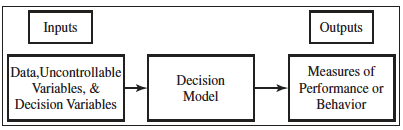 Inputs
Outputs
Data,Uncontrollable
Variables, &
Decision Variables
Decision
Model
Measures of
Performance or
Behavior